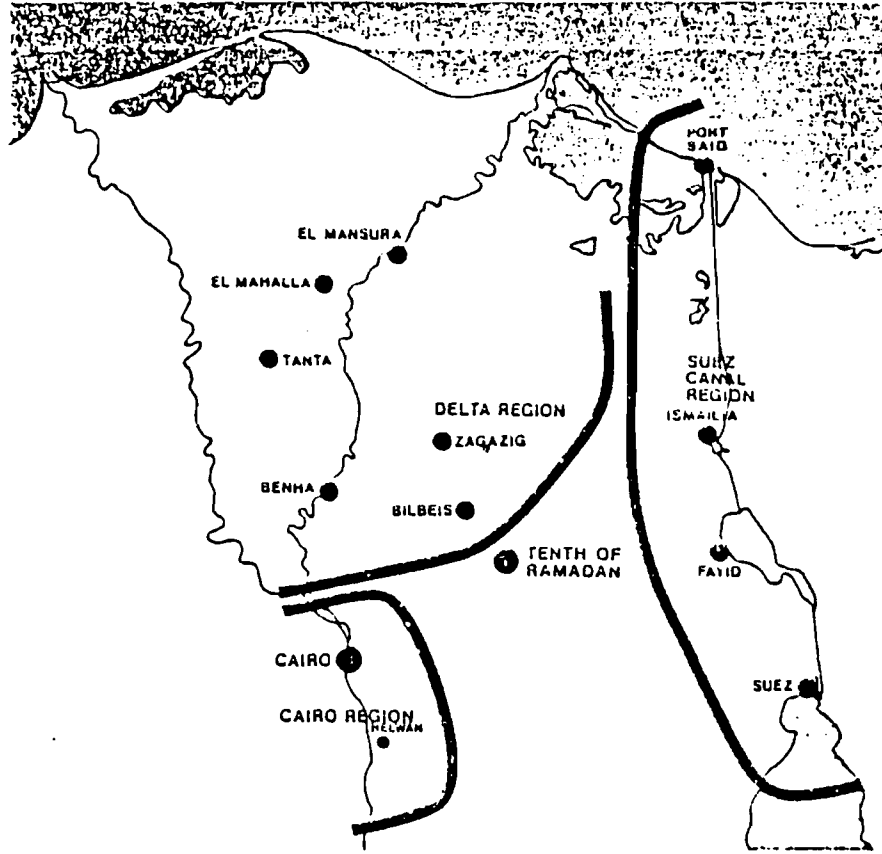 PORT
SAID
EL MANSURA
EL MAHALLA
TANTA
SUEZ
CANAL
REGION
ISMAILIA
DELTA REGION
ZAGAZIG
BENHA
BILBEIS
TENTH OF
RAMADAN
FAYID
CAIRO
SUEZ
CAIRO REGION
HELWAN